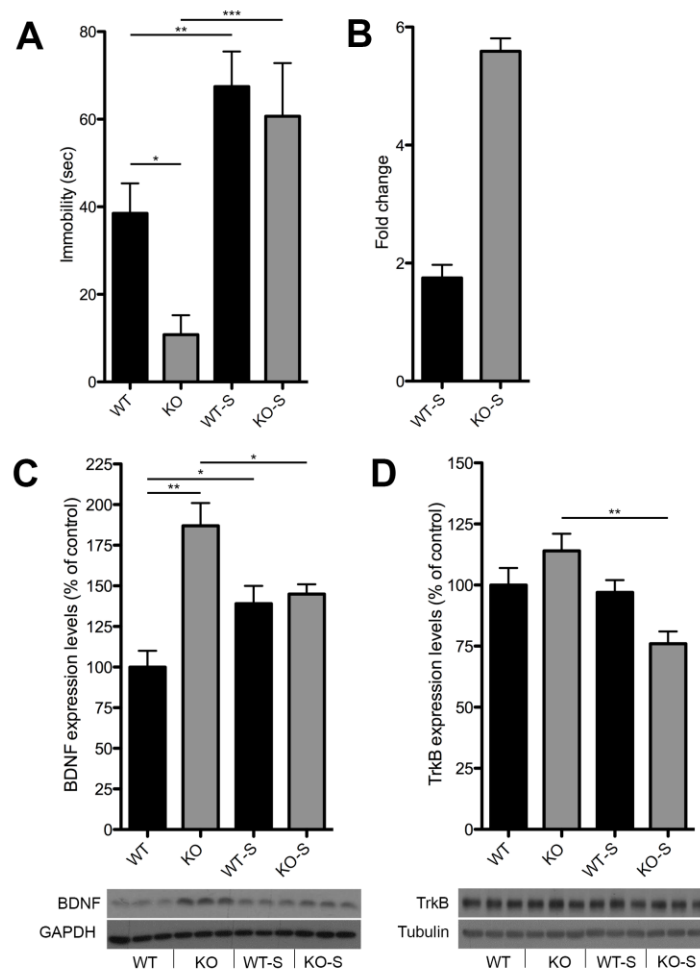 A
Immobility (sec)
80
60
40
20
0
**
***
*
WT
KO
WT-S
KO-S
B
Fold change
6
4
2
0
WT-S
KO-S
C
BDNF expression levels (% of control)
225
200
175
150
125
100
75
50
25
0
*
*
**
WT
KO
WT-S
KO-S
BDNF
GAPDH
WT KO WT-S KO-S
D
TrkB expression levels (% of control)
150
125
100
75
50
25
0
**
WT
KO
WT-S
KO-S
TrkB
Tubulin
WT KO WT-S KO-S